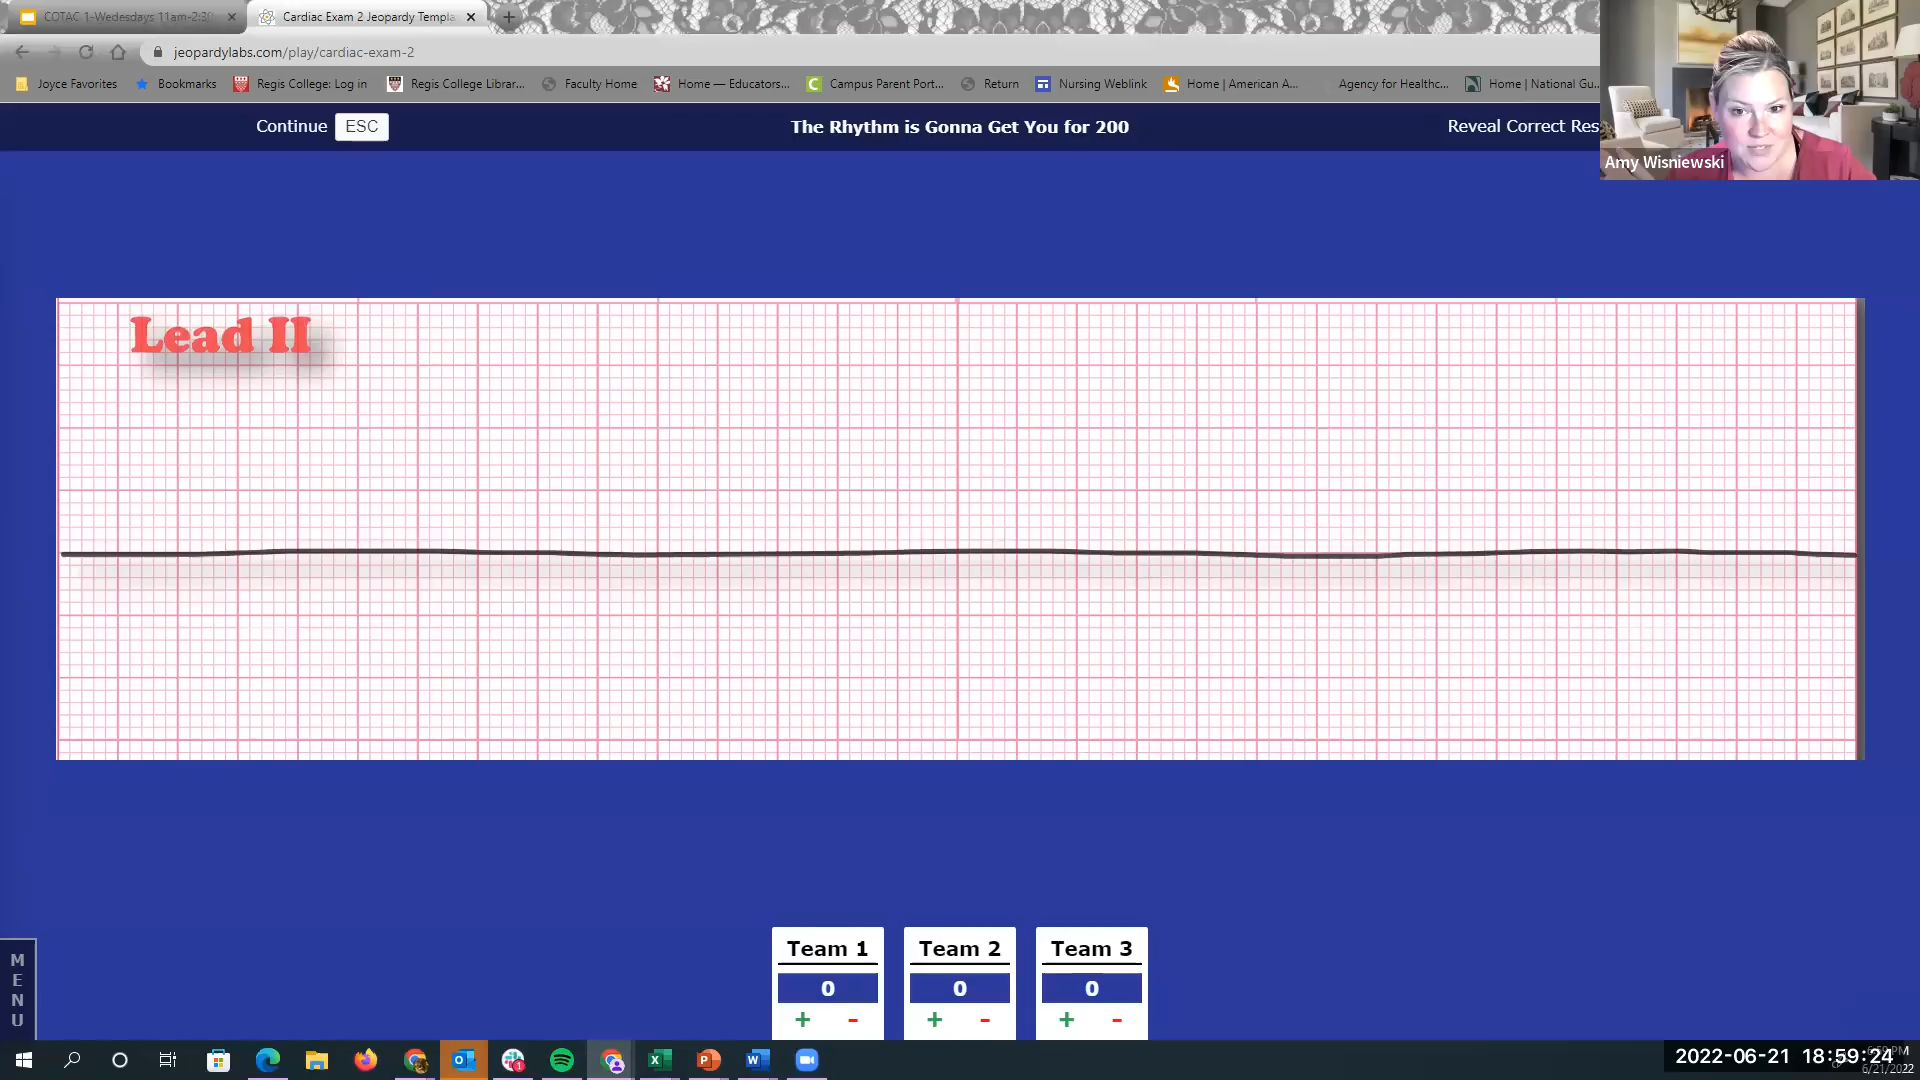 COTAC 1-Wedesdays 11am-2:30
Cardiac Exam 2 Jeopardy Templa
jeopardylabs.com/play/cardiac-exam-2
Joyce Favorites
Bookmarks
Regis College: Log in
Regis College Librar...
Faculty Home
Home — Educators...
Campus Parent Port...
Return
Nursing Weblink
Home | American A...
Agency for Healthc...
Home | National Gu...
Continue ESC
The Rhythm is Gonna Get You for 200
Reveal Correct Res
Amy Wisniewski
Lead II
MENU
Team 1
0
+ -
Team 2
0
+ -
Team 3
0
+ -
2022-06-21 18:59:24
6:59 PM
6/21/2022